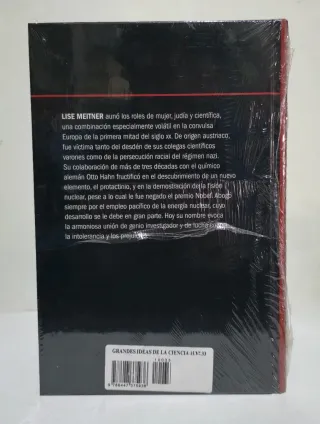 LISE MEITNER aunó los roles de mujer, judía y científica,
una combinación especialmente volátil en la convulsa
Europa de la primera mitad del siglo XX. De origen austriaco,
fue víctima tanto del desdén de sus colegas científicos
varones como de la persecución racial del régimen nazi.
Su colaboración de más de tres décadas con el químico
alemán Otto Hahn fructificó en el descubrimiento de un nuevo
elemento, el protactinio, y en la demostración de la fisión
nuclear, pese a lo cual le fue negado el premio Nobel. Abogó
siempre por el empleo pacífico de la energía nuclear, cuyo
desarrollo se le debe en gran parte. Hoy su nombre evoca
la armoniosa unión de genio investigador y de lucha
la intolerancia y los
GRANDES IDEAS DE LA CIENCIA
10003